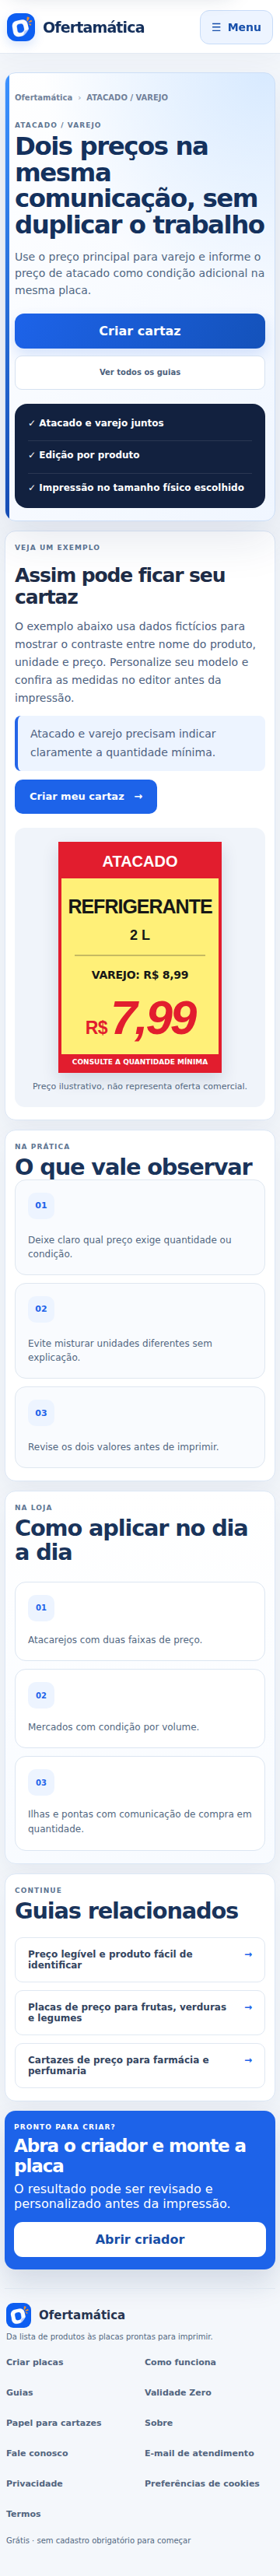 Ofertamática
☰ Menu
Ofertamática › ATACADO / VAREJO
ATACADO / VAREJO
Dois preços na
mesma
comunicação, sem
duplicar o trabalho
Use o preço principal para varejo e informe o
preço de atacado como condição adicional na
mesma placa.
Criar cartaz
Ver todos os guias
✓ Atacado e varejo juntos
✓ Edição por produto
✓ Impressão no tamanho físico escolhido
VEJA UM EXEMPLO
Assim pode ficar seu
cartaz
O exemplo abaixo usa dados fictícios para
mostrar o contraste entre nome do produto,
unidade e preço. Personalize seu modelo e
confira as medidas no editor antes da
impressão.
Atacado e varejo precisam indicar
claramente a quantidade mínima.
Criar meu cartaz →
ATACADO
REFRIGERANTE
2 L
VAREJO: R$ 8,99
R$ 7,99
CONSULTE A QUANTIDADE MÍNIMA
Preço ilustrativo, não representa oferta comercial.
NA PRÁTICA
O que vale observar
01
Deixe claro qual preço exige quantidade ou
condição.
02
Evite misturar unidades diferentes sem
explicação.
03
Revise os dois valores antes de imprimir.
NA LOJA
Como aplicar no dia
a dia
01
Atacarejos com duas faixas de preço.
02
Mercados com condição por volume.
03
Ilhas e pontas com comunicação de compra em
quantidade.
CONTINUE
Guias relacionados
Preço legível e produto fácil de
identificar →
Placas de preço para frutas, verduras
e legumes →
Cartazes de preço para farmácia e
perfumaria →
PRONTO PARA CRIAR?
Abra o criador e monte a
placa
O resultado pode ser revisado e
personalizado antes da impressão.
Abrir criador
Ofertamática
Da lista de produtos às placas prontas para imprimir.
Criar placas
Como funciona
Guias
Validade Zero
Papel para cartazes
Sobre
Fale conosco
E-mail de atendimento
Privacidade
Preferências de cookies
Termos
Grátis · sem cadastro obrigatório para começar